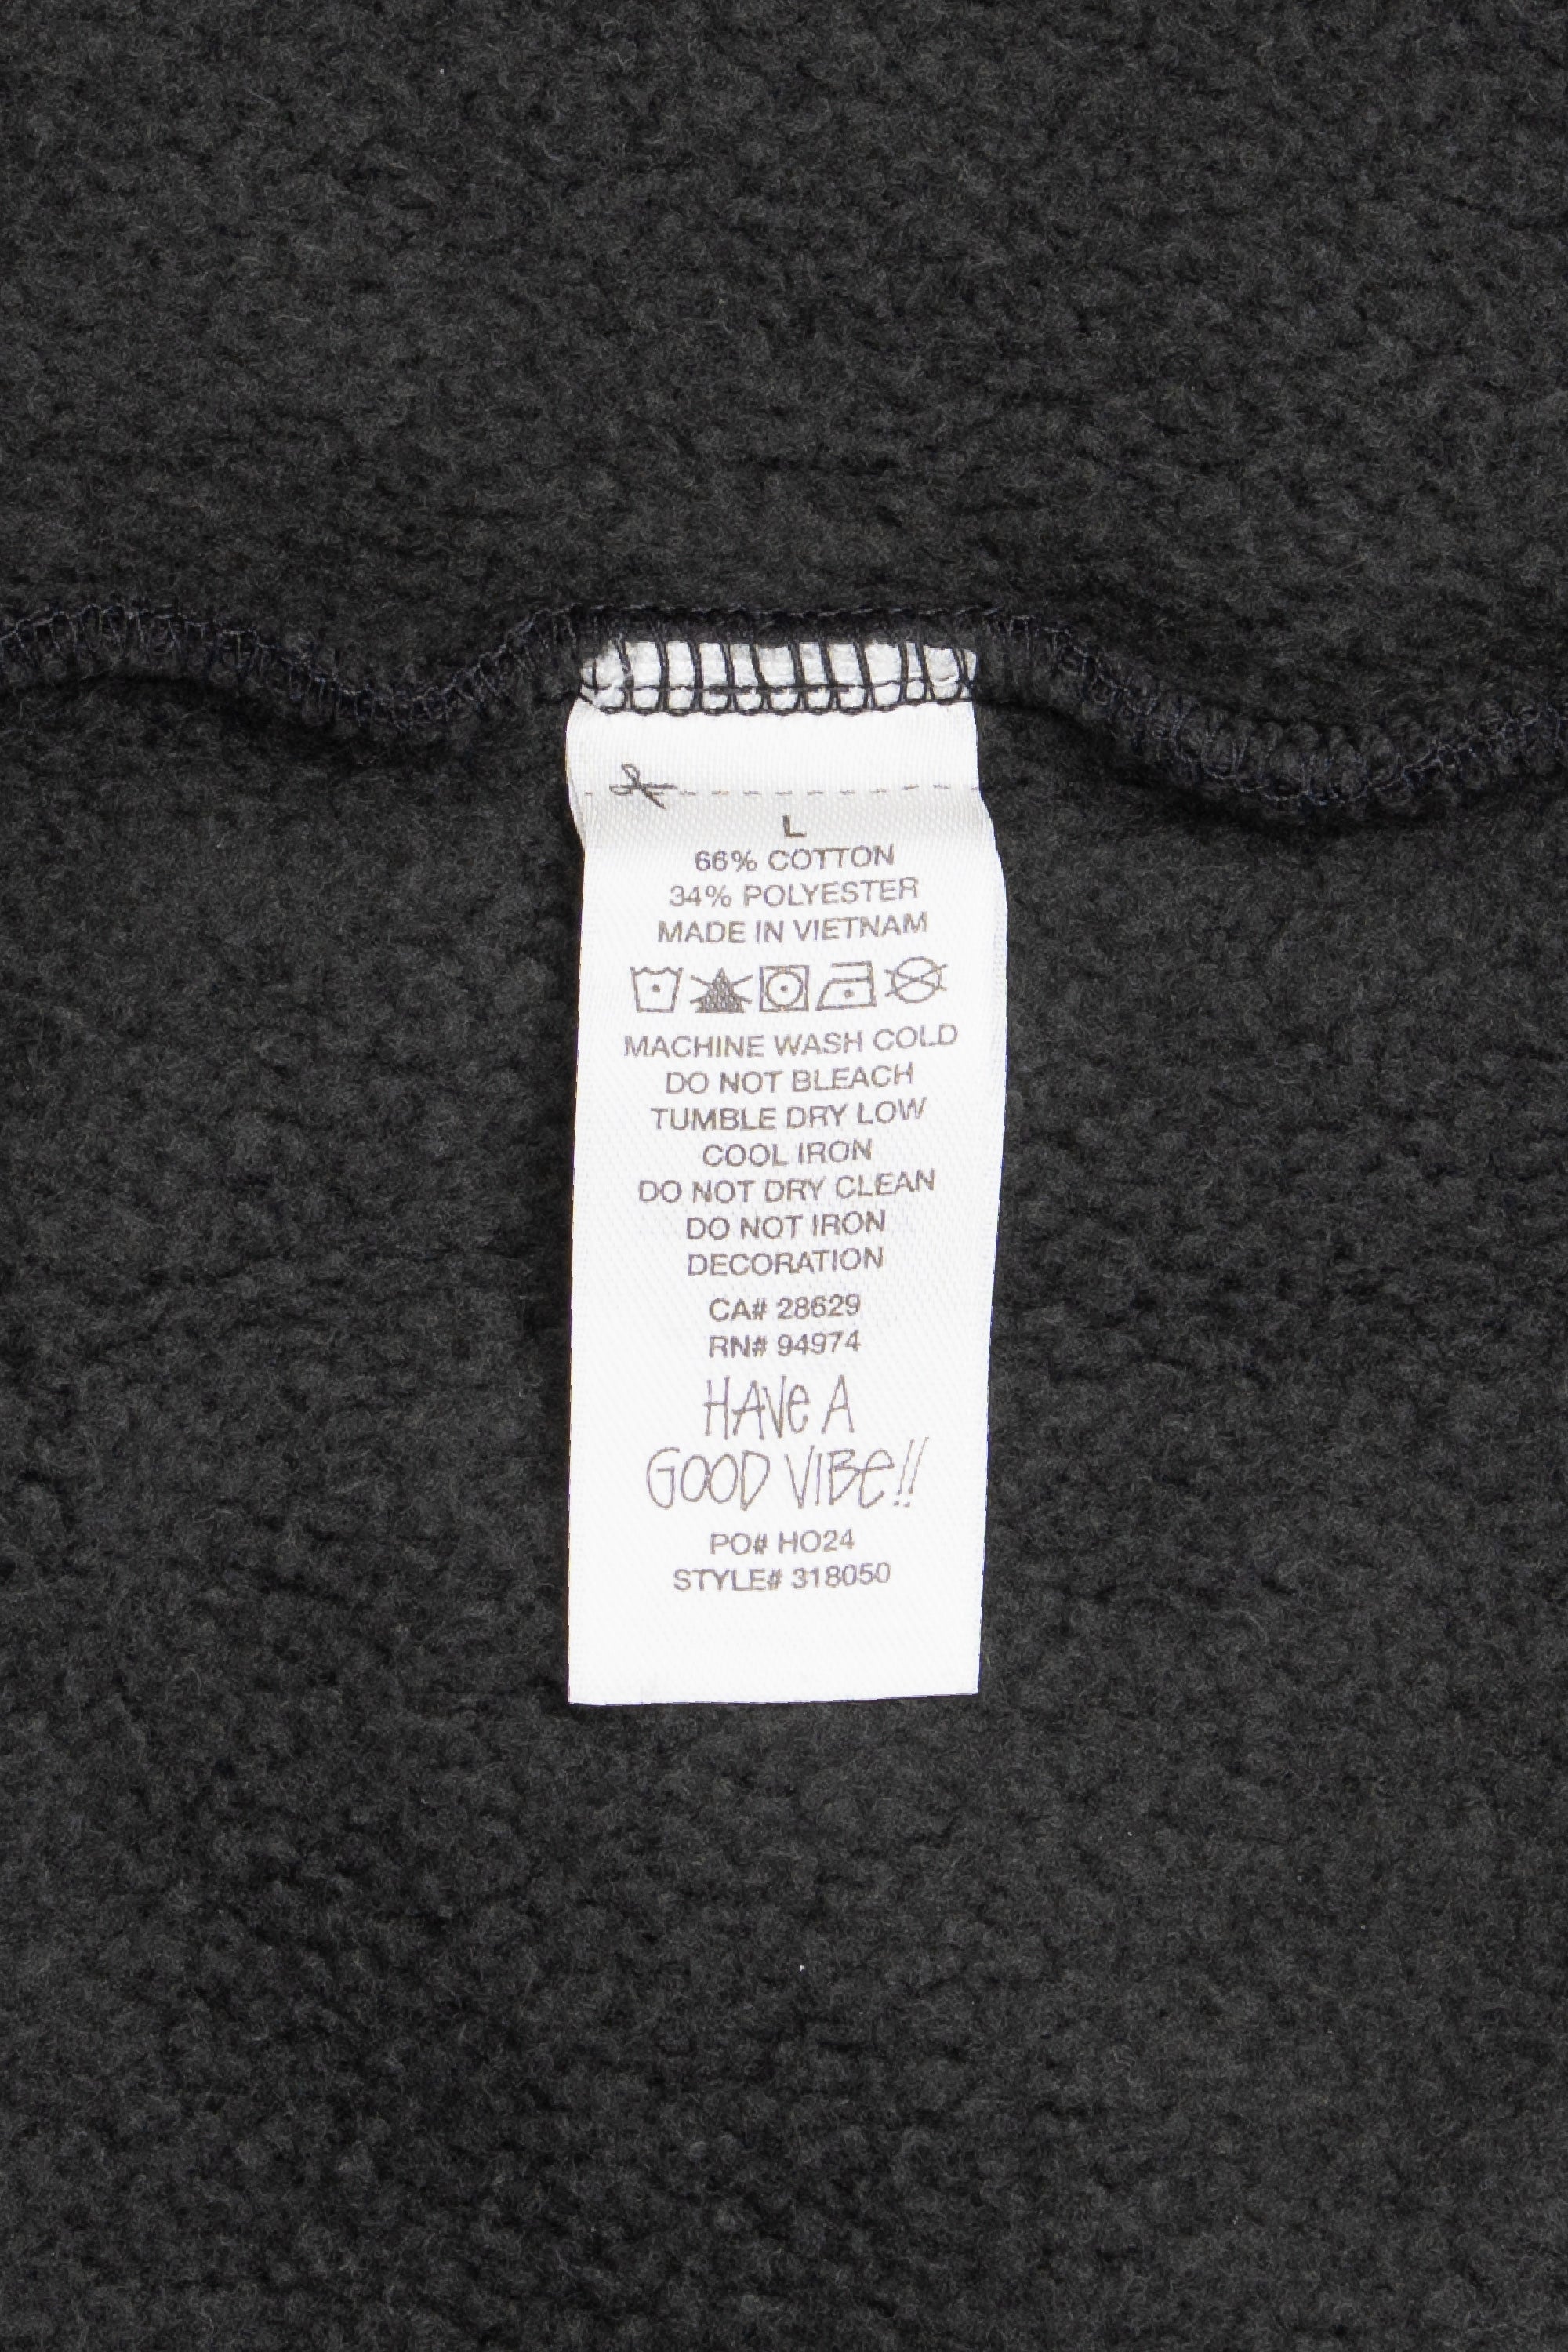 L
66% COTTON
34% POLYESTER
MADE IN VIETNAM
MACHINE WASH COLD
DO NOT BLEACH
TUMBLE DRY LOW
COOL IRON
DO NOT DRY CLEAN
DO NOT IRON
DECORATION
CA# 28629
RN# 94974
HAVe A
GOOD VIBe!!
PO# HO24
STYLE# 318050